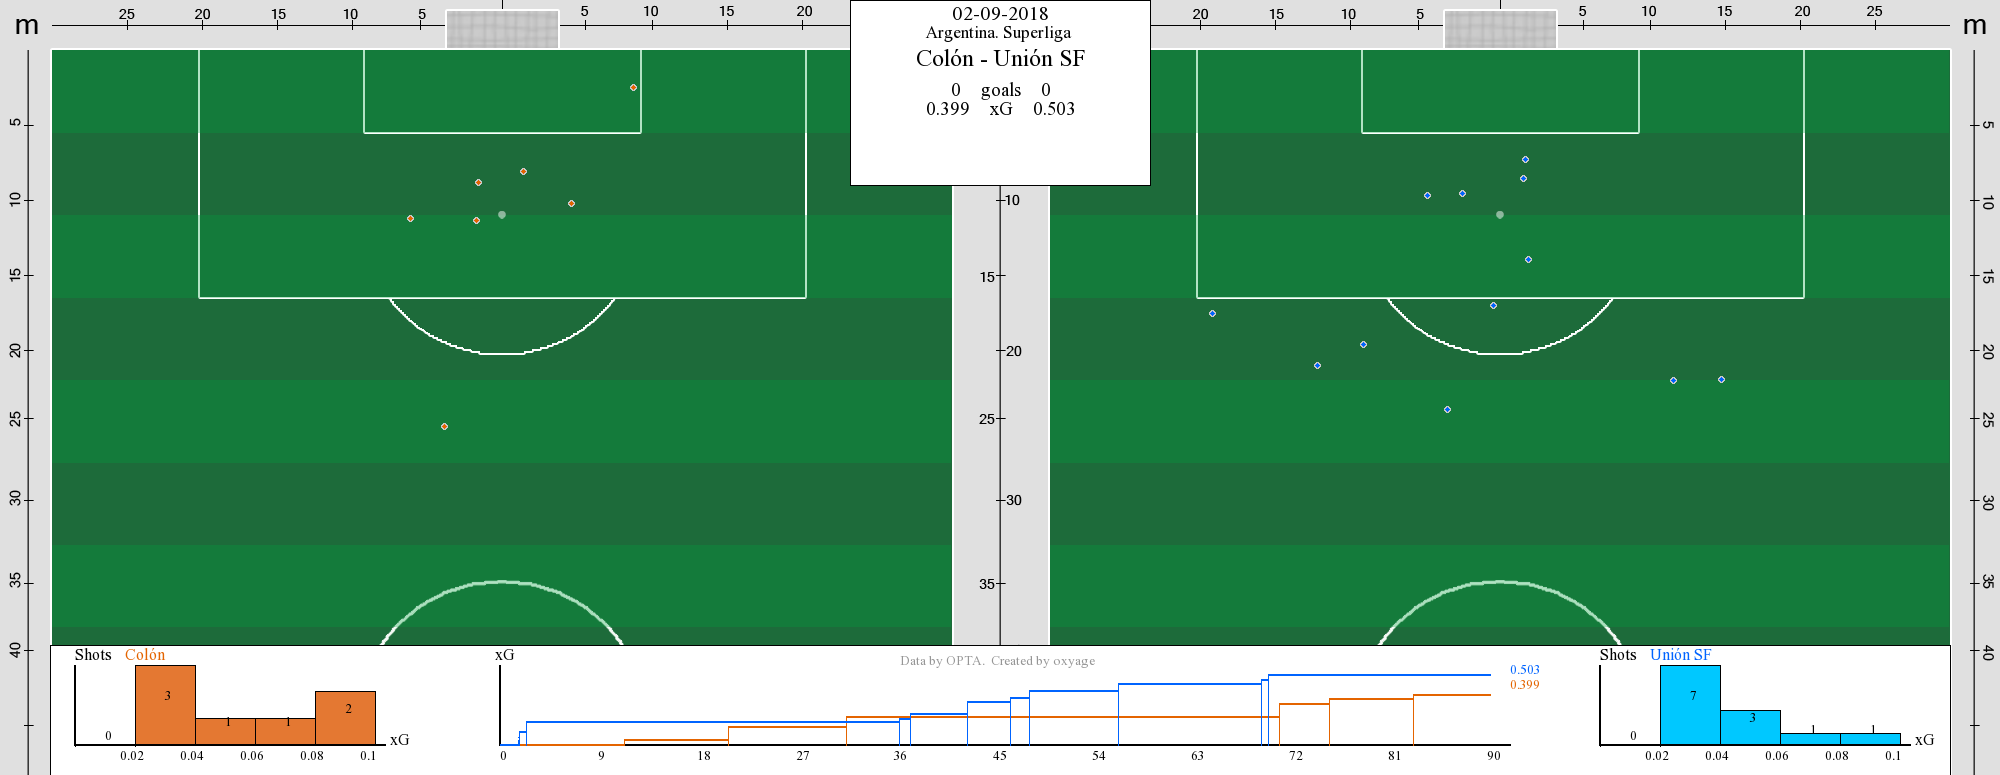 m
25 20 15 10 5 5 10 15 20
20 15 10 5 5 10 15 20 25
m
02-09-2018
Argentina. Superliga
Colón - Unión SF
0 goals 0
0.399 xG 0.503
5
10
15
20
25
30
35
40
10
15
20
25
30
35
5
10
15
20
25
30
35
40
Shots Colón
3
1
1
2
0
xG
0.02 0.04 0.06 0.08 0.1
xG
Data by OPTA. Created by oxyage
0.503
0.399
0 9 18 27 36 45 54 63 72 81 90
Shots Unión SF
7
3
1
1
0
xG
0.02 0.04 0.06 0.08 0.1